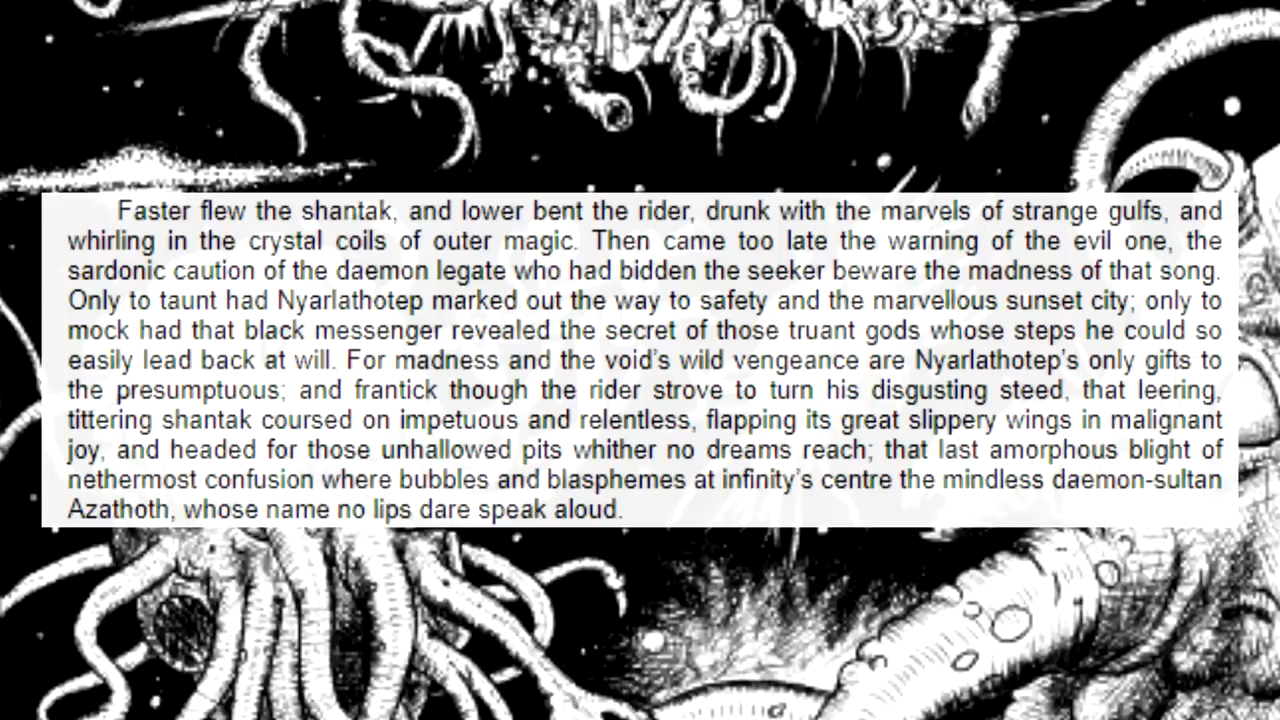 Faster flew the shantak, and lower bent the rider, drunk with the marvels of strange gulfs, and
whirling in the crystal coils of outer magic. Then came too late the warning of the evil one, the
sardonic caution of the daemon legate who had bidden the seeker beware the madness of that song.
Only to taunt had Nyarlathotep marked out the way to safety and the marvellous sunset city; only to
mock had that black messenger revealed the secret of those truant gods whose steps he could so
easily lead back at will. For madness and the void’s wild vengeance are Nyarlathotep’s only gifts to
the presumptuous; and frantick though the rider strove to turn his disgusting steed, that leering,
tittering shantak coursed on impetuous and relentless, flapping its great slippery wings in malignant
joy, and headed for those unhallowed pits whither no dreams reach; that last amorphous blight of
nethermost confusion where bubbles and blasphemes at infinity’s centre the mindless daemon-sultan
Azathoth, whose name no lips dare speak aloud.